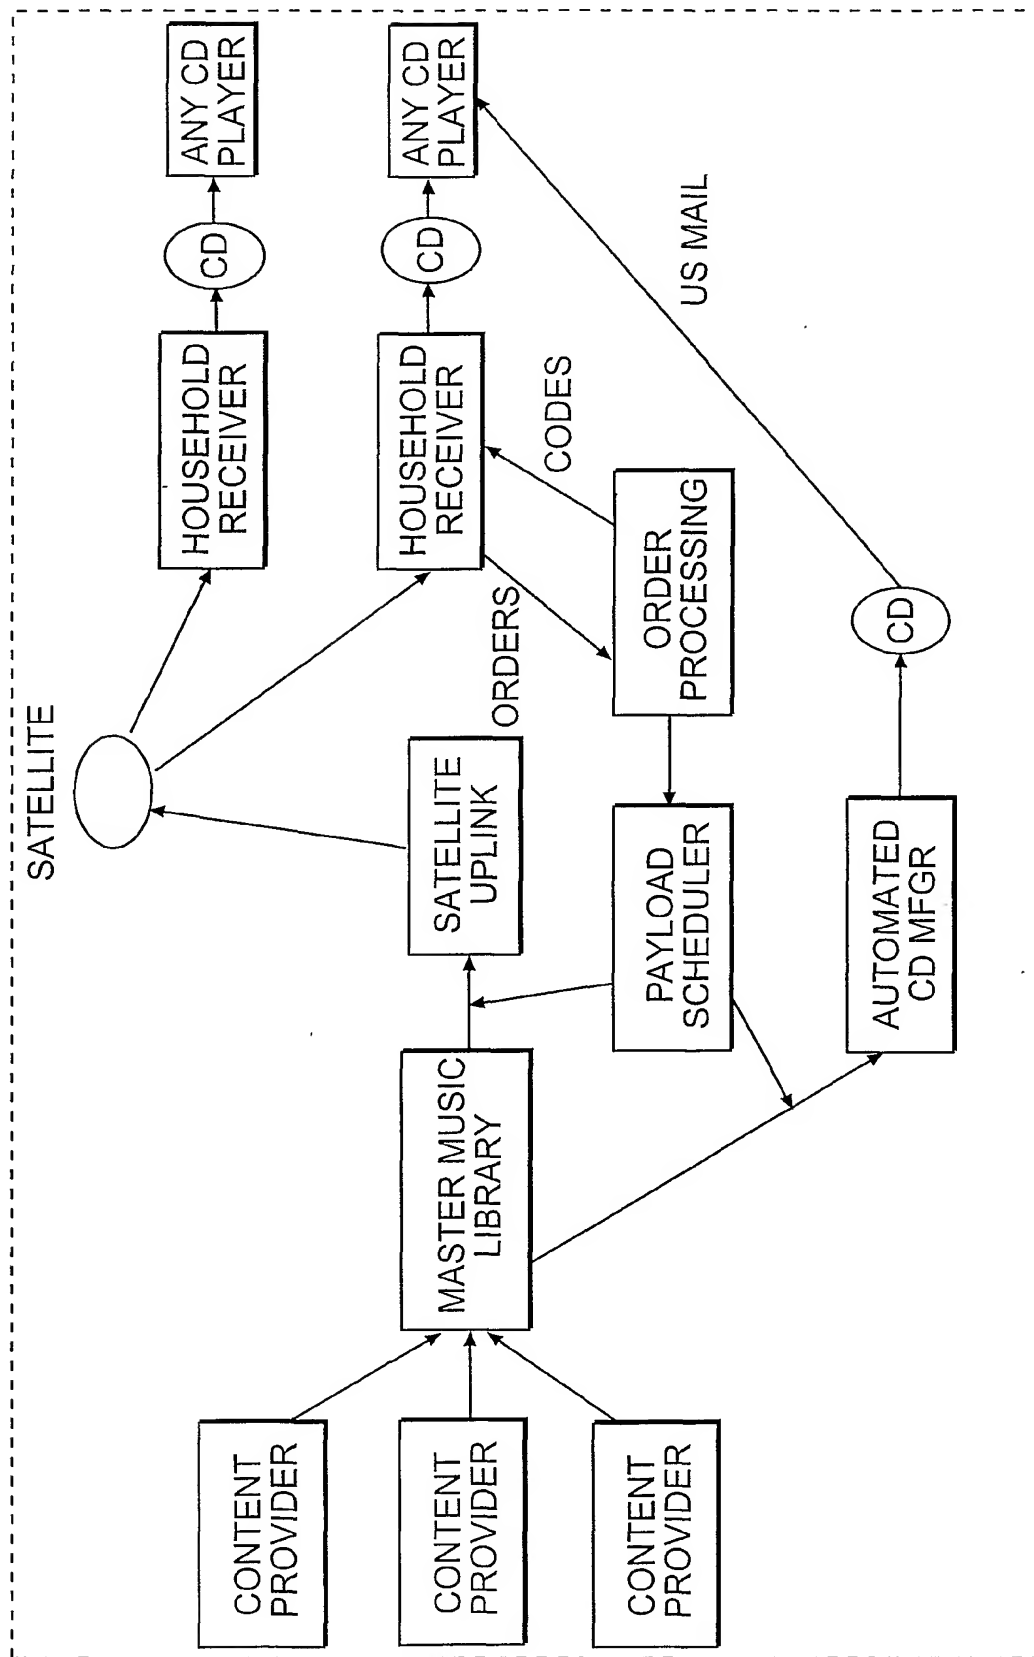 SATELLITE
CONTENT
PROVIDER
CONTENT
PROVIDER
CONTENT
PROVIDER
MASTER MUSIC
LIBRARY
SATELLITE
UPLINK
ORDERS
PAYLOAD
SCHEDULER
ORDER
PROCESSING
CODES
AUTOMATED
CD MFGR
CD
US MAIL
HOUSEHOLD
RECEIVER
CD
ANY CD
PLAYER
HOUSEHOLD
RECEIVER
CD
ANY CD
PLAYER